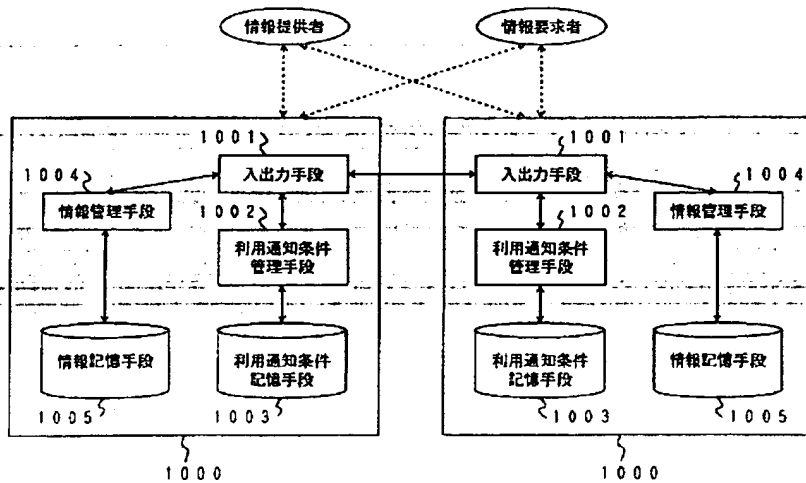 情報提供者
情報要求者
1001
入出力手段
1004
情報管理手段
1002
利用通知条件
管理手段
情報記憶手段
利用通知条件
記憶手段
1005
1003
1000
1001
入出力手段
1004
情報管理手段
1002
利用通知条件
管理手段
利用通知条件
記憶手段
情報記憶手段
1003
1005
1000